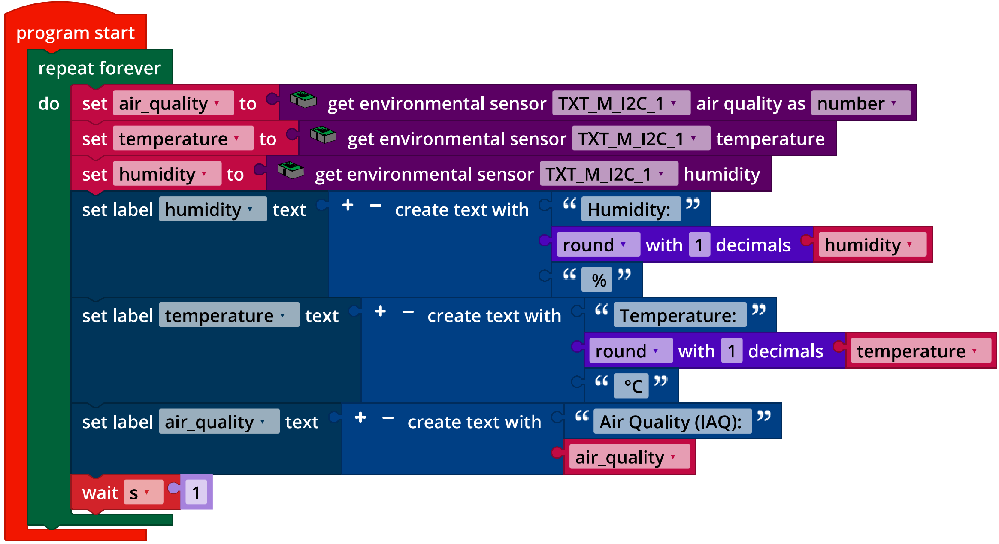 program start
repeat forever
do set air_quality to get environmental sensor TXT_M_I2C_1 air quality as number
set temperature to get environmental sensor TXT_M_I2C_1 temperature
set humidity to get environmental sensor TXT_M_I2C_1 humidity
set label humidity text + − create text with “ Humidity: ”
round with 1 decimals humidity
“ % ”
set label temperature text + − create text with “ Temperature: ”
round with 1 decimals temperature
“ °C ”
set label air_quality text + − create text with “ Air Quality (IAQ): ”
air_quality
wait s 1